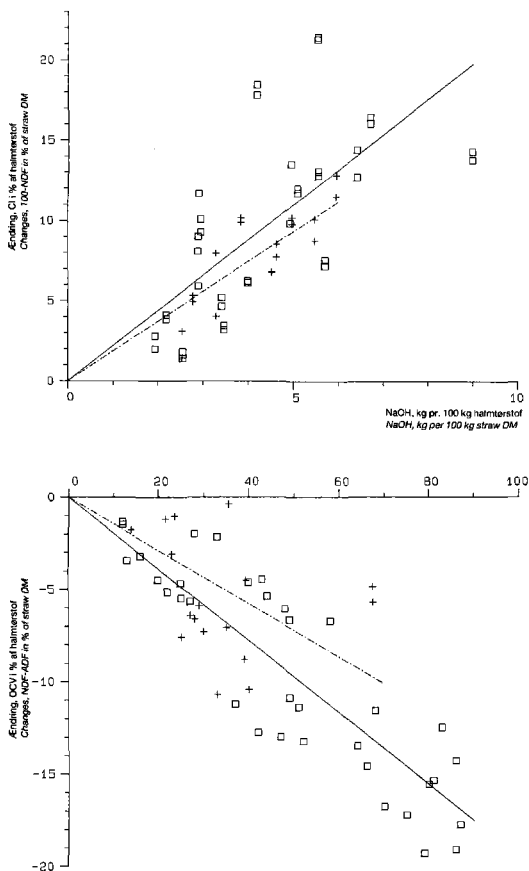 20
15
10
5
0
Ændring, CI i % af halmtørstof
Changes, 100-NDF in % of straw DM
0 5 10
NaOH, kg pr. 100 kg halmtørstof
NaOH, kg per 100 kg straw DM
0 20 40 60 80 100
0
-5
-10
-15
-20
Ændring, OCV i % af halmtørstof
Changes, NDF-ADF in % of straw DM